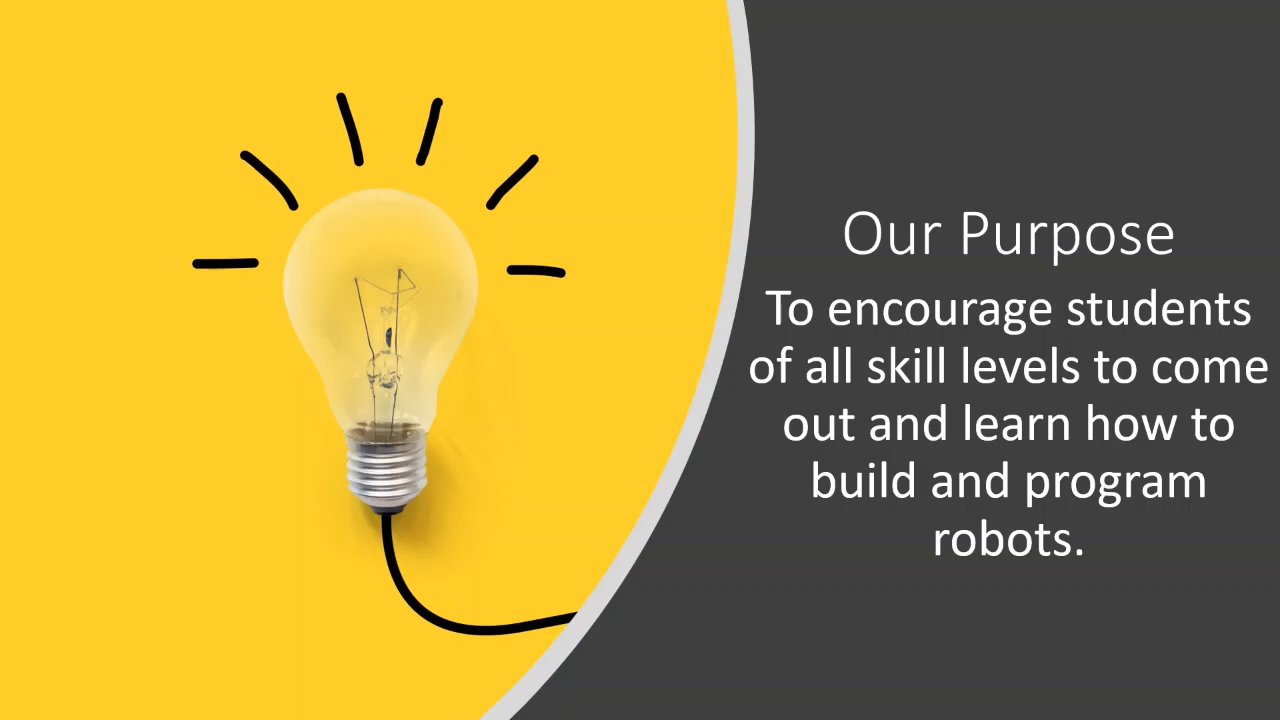 Our Purpose
To encourage students
of all skill levels to come
out and learn how to
build and program
robots.